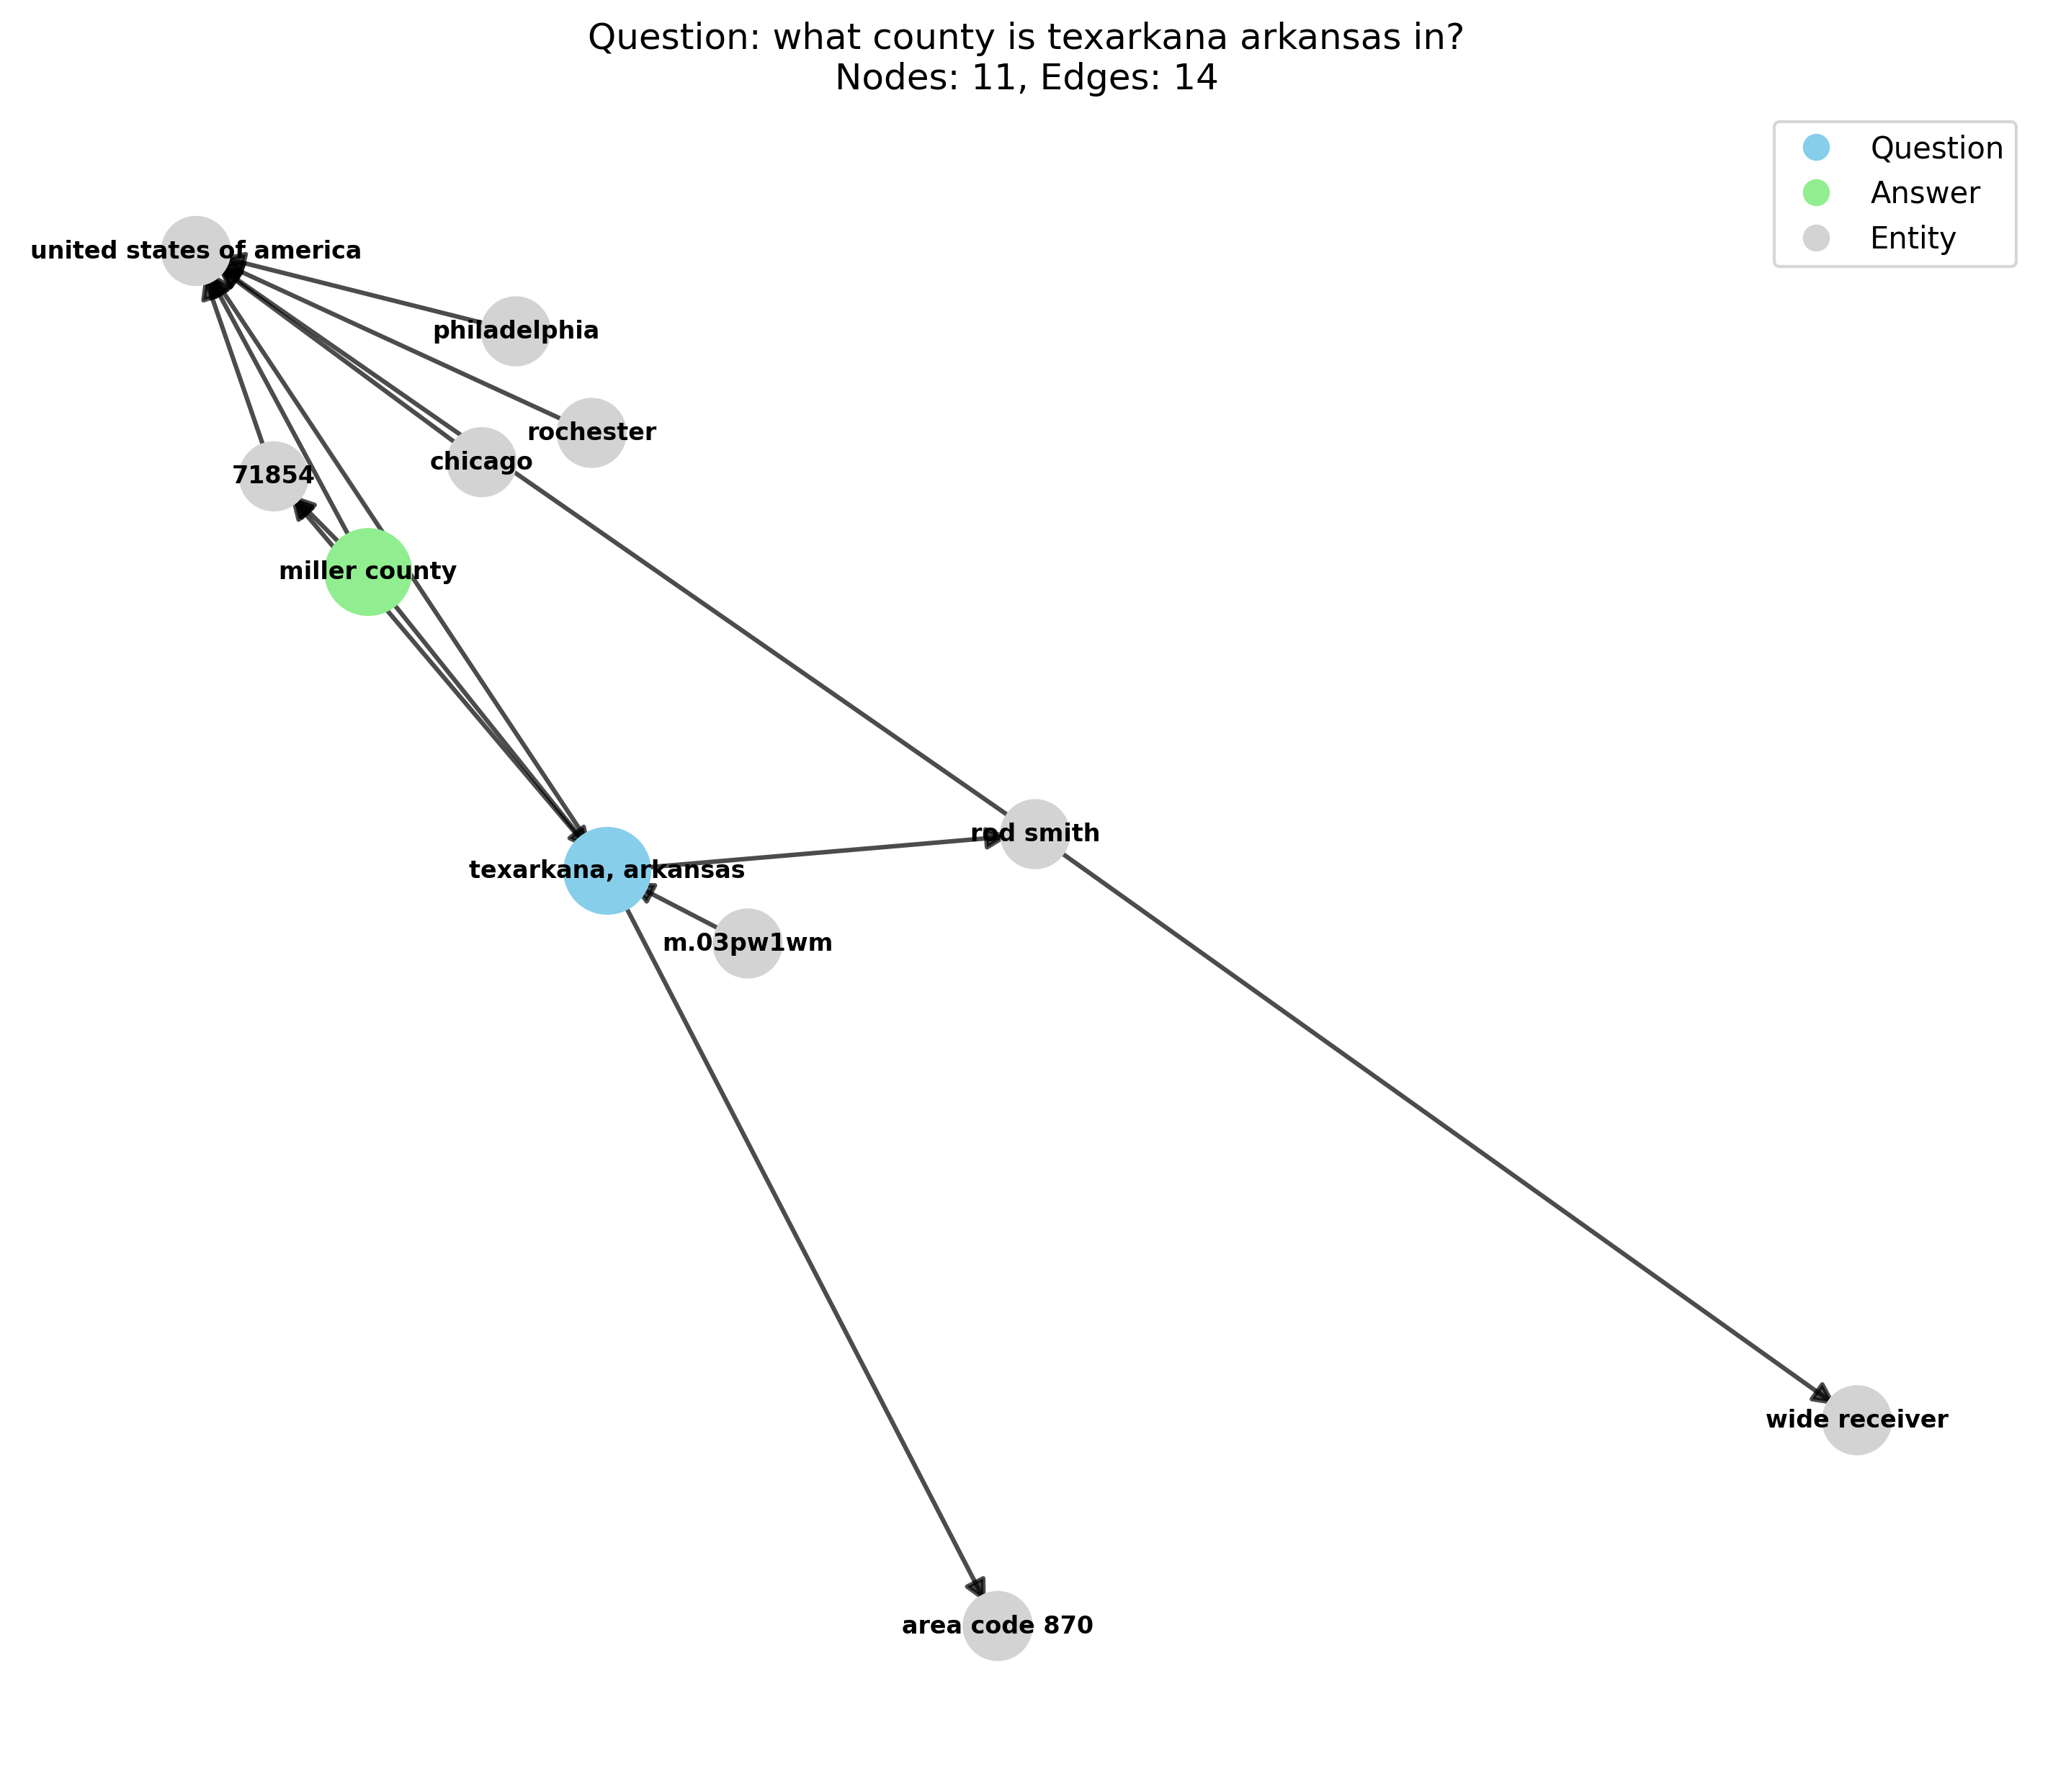 Question: what county is texarkana arkansas in?
Nodes: 11, Edges: 14
Question
Answer
Entity
united states of america
philadelphia
rochester
chicago
71854
miller county
rod smith
texarkana, arkansas
m.03pw1wm
wide receiver
area code 870